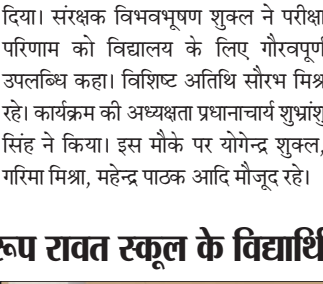 दिया। संरक्षक विभवभूषण शुक्ल ने परीक्षा
परिणाम को विद्यालय के लिए गौरवपूर्ण
उपलब्धि कहा। विशिष्ट अतिथि सौरभ मिश्र
रहे। कार्यक्रम की अध्यक्षता प्रधानाचार्य शुभ्रांशु
सिंह ने किया। इस मौके पर योगेन्द्र शुक्ल,
गरिमा मिश्रा, महेन्द्र पाठक आदि मौजूद रहे।
रूप रावत स्कूल के विद्यार्थि